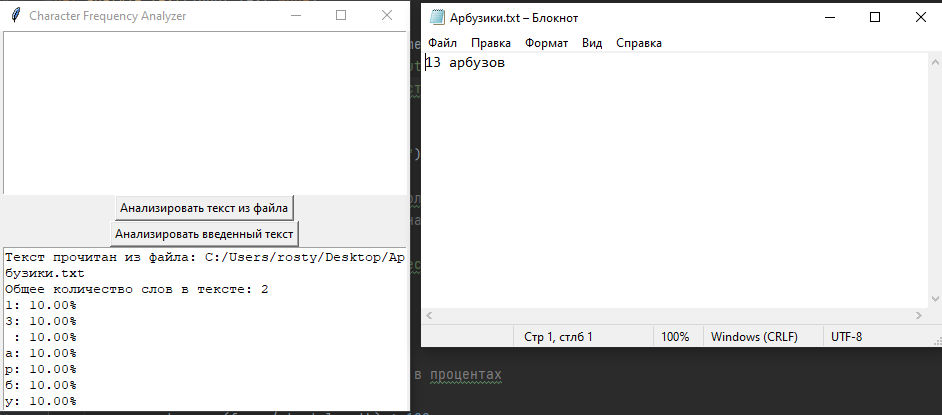 Character Frequency Analyzer
Анализировать текст из файла
Анализировать введенный текст
Текст прочитан из файла: C:/Users/rosty/Desktop/Ар
бузики.txt
Общее количество слов в тексте: 2
1: 10.00%
3: 10.00%
 : 10.00%
а: 10.00%
р: 10.00%
б: 10.00%
у: 10.00%
Арбузики.txt – Блокнот
Файл Правка Формат Вид Справка
13 арбузов
Стр 1, стлб 1 100% Windows (CRLF) UTF-8
в процентах